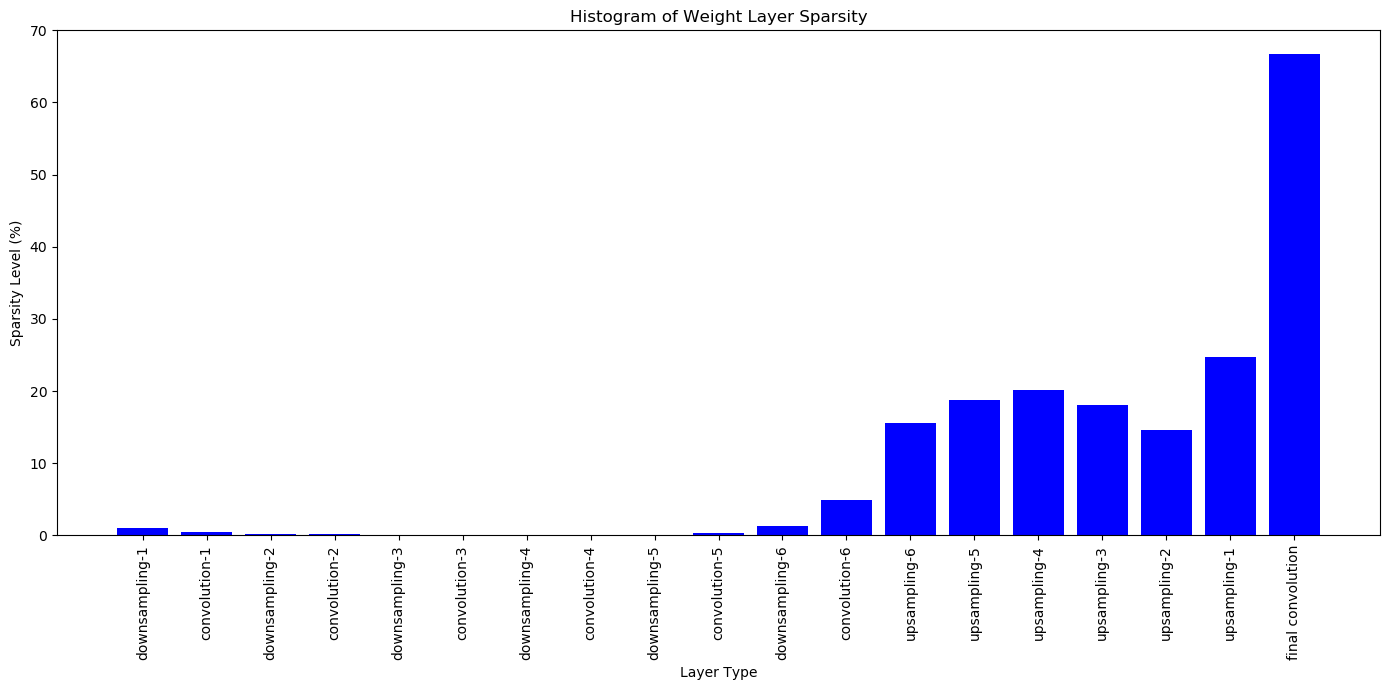 Histogram of Weight Layer Sparsity
Sparsity Level (%)
70
60
50
40
30
20
10
0
downsampling-1
convolution-1
downsampling-2
convolution-2
downsampling-3
convolution-3
downsampling-4
convolution-4
downsampling-5
convolution-5
downsampling-6
convolution-6
upsampling-6
upsampling-5
upsampling-4
upsampling-3
upsampling-2
upsampling-1
final convolution
Layer Type